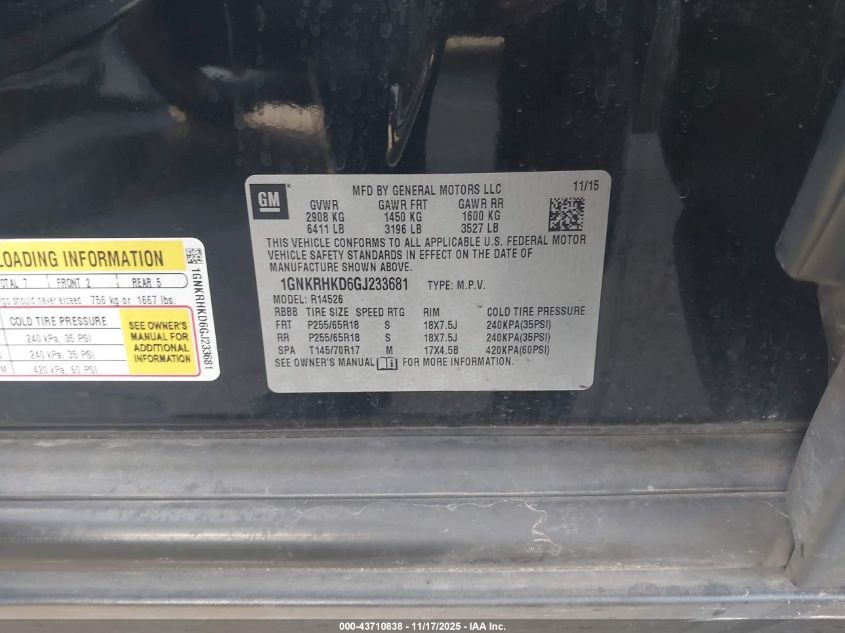 GM
MFD BY GENERAL MOTORS LLC 11/15
GVWR GAWR FRT GAWR RR
2908 KG 1450 KG 1600 KG
6411 LB 3196 LB 3527 LB
THIS VEHICLE CONFORMS TO ALL APPLICABLE U.S. FEDERAL MOTOR
VEHICLE SAFETY STANDARDS IN EFFECT ON THE DATE OF
MANUFACTURE SHOWN ABOVE.
1GNKRHKD6GJ233681 TYPE: M.P.V.
MODEL: R14526
RBBB TIRE SIZE SPEED RTG RIM COLD TIRE PRESSURE
FRT P255/65R18 S 18X7.5J 240KPA(35PSI)
RR P255/65R18 S 18X7.5J 240KPA(35PSI)
SPA T145/70R17 M 17X4.5B 420KPA(60PSI)
SEE OWNER'S MANUAL FOR MORE INFORMATION.
LOADING INFORMATION
TOTAL 7 FRONT 2 REAR 5
should never exceed 756 kg or 1667 lbs.
COLD TIRE PRESSURE
240 kPa, 35 PSI
240 kPa, 35 PSI
M 420 kPa, 60 PSI
SEE OWNER'S
MANUAL FOR
ADDITIONAL
INFORMATION
1GNKRHKD6GJ233681
000-43710838 - 11/17/2025 - IAA Inc.